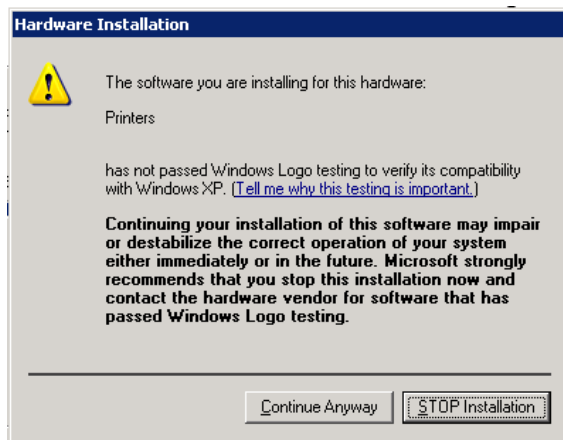 Hardware Installation
The software you are installing for this hardware:
Printers
has not passed Windows Logo testing to verify its compatibility
with Windows XP. (Tell me why this testing is important.)
Continuing your installation of this software may impair
or destabilize the correct operation of your system
either immediately or in the future. Microsoft strongly
recommends that you stop this installation now and
contact the hardware vendor for software that has
passed Windows Logo testing.
Continue Anyway
STOP Installation